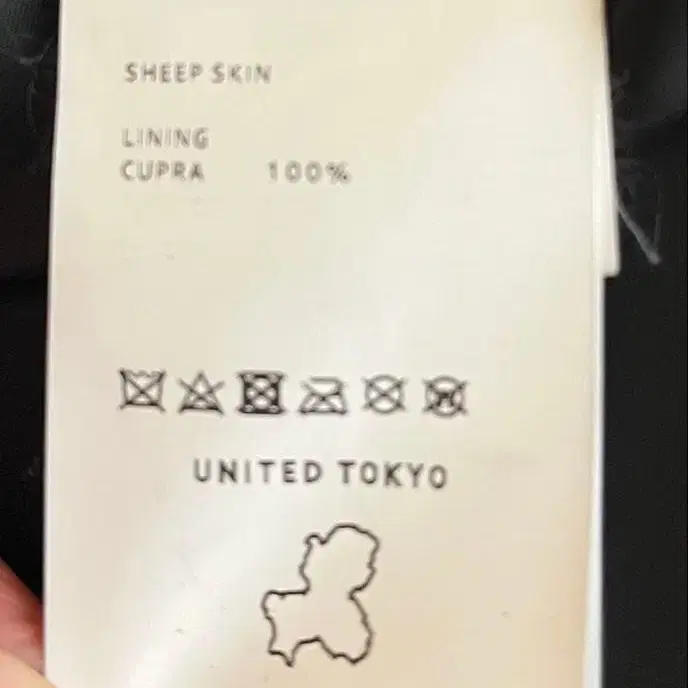 SHEEP SKIN
LINING
CUPRA 100%
UNITED TOKYO